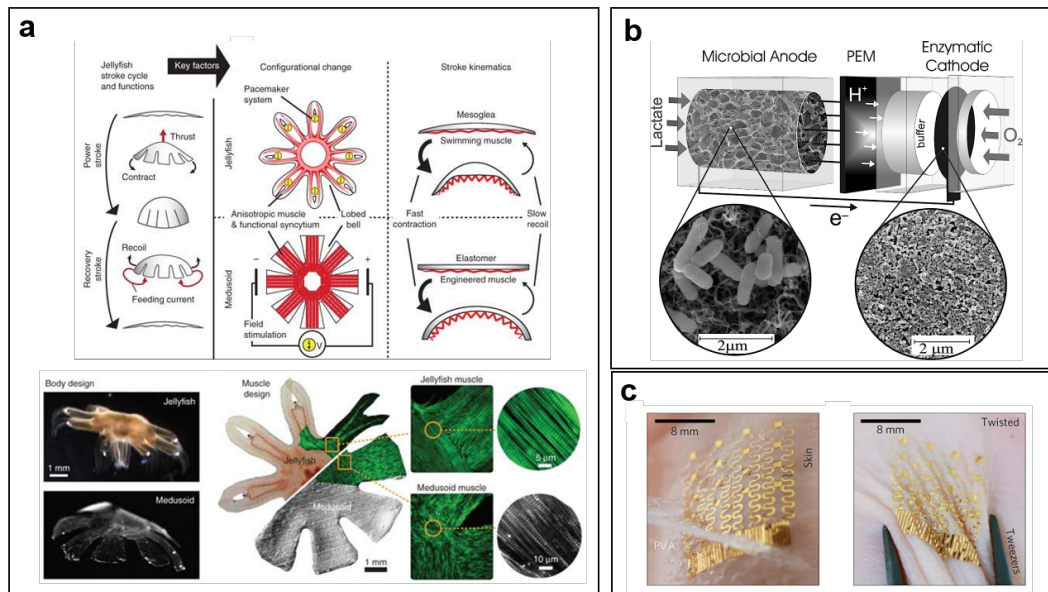 a
Jellyfish
stroke cycle
and functions
Key factors
Configurational change
Stroke kinematics
Power
stroke
Thrust
Contract
Recovery
stroke
Recoil
Feeding current
Pacemaker
system
Jellyfish
Anisotropic muscle
& functional syncytium
Lobed
bell
Medusoid
−
+
Field
stimulation
V
Mesoglea
Swimming muscle
Fast
contraction
Slow
recoil
Elastomer
Engineered muscle
Body design
Jellyfish
1 mm
Medusoid
1 mm
Muscle
design
Jellyfish
Medusoid
1 mm
Jellyfish muscle
5 μm
Medusoid muscle
10 μm
b
Microbial Anode
PEM
Enzymatic
Cathode
Lactate
H+
buffer
O2
e−
2μm
2 μm
c
8 mm
Skin
PVA
8 mm
Twisted
Tweezers